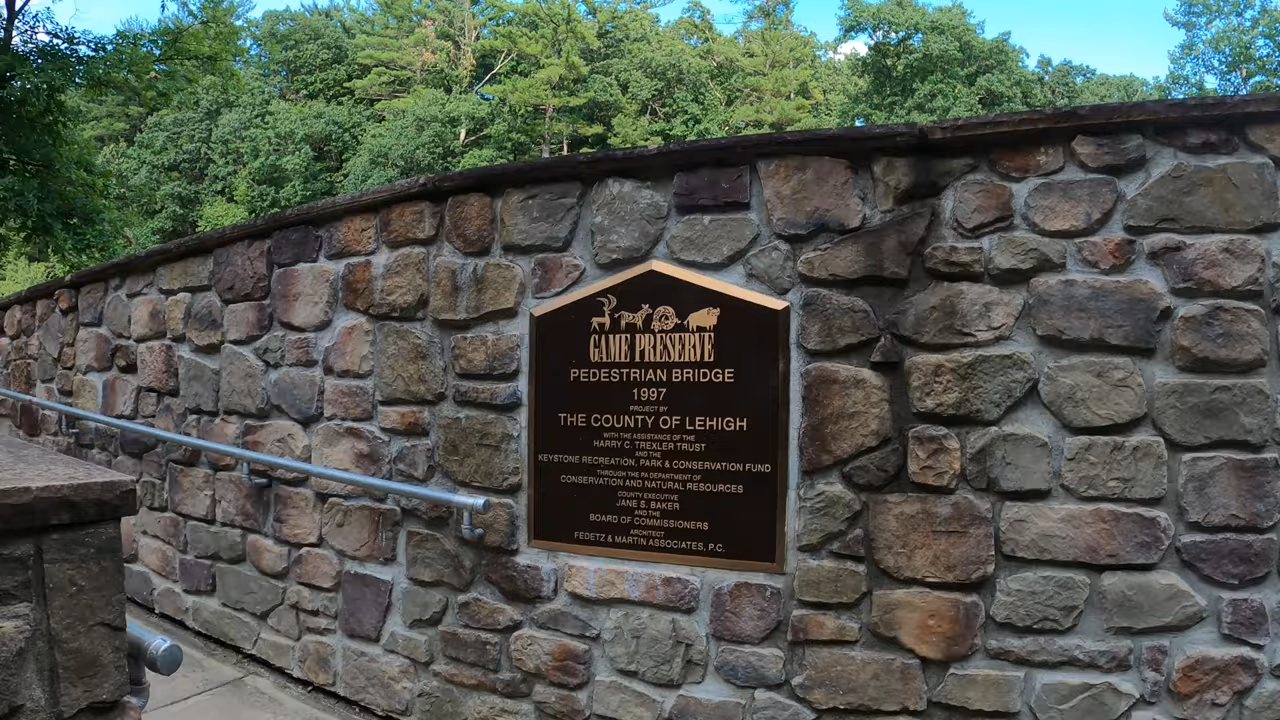 GAME PRESERVE
PEDESTRIAN BRIDGE
1997
PROJECT BY
THE COUNTY OF LEHIGH
WITH THE ASSISTANCE OF THE
HARRY C. TREXLER TRUST
AND THE
KEYSTONE RECREATION, PARK & CONSERVATION FUND
THROUGH THE PA DEPARTMENT OF
CONSERVATION AND NATURAL RESOURCES
COUNTY EXECUTIVE
JANE S. BAKER
AND THE
BOARD OF COMMISSIONERS
ARCHITECT
FEDETZ & MARTIN ASSOCIATES, P.C.